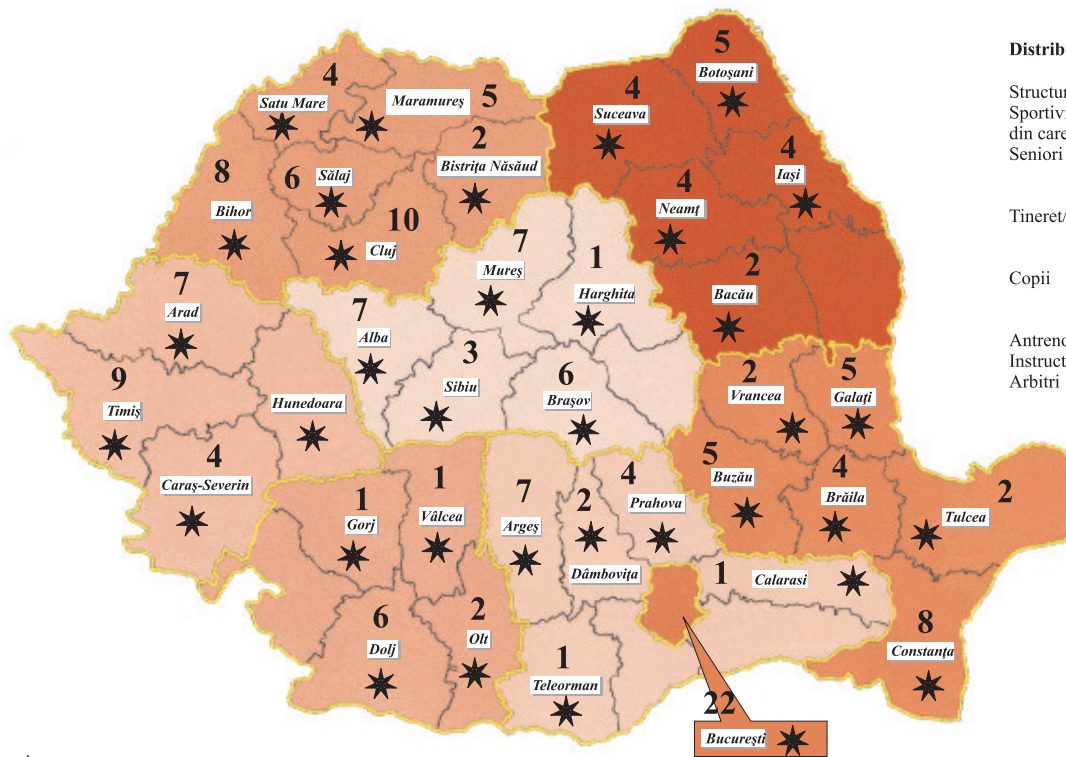 5
Botoşani
4
Satu Mare
Maramureş
5
4
Suceava
2
Bistriţa Năsăud
4
Iaşi
6
Sălaj
8
Bihor
4
Neamţ
10
Cluj
7
Mureş
1
Harghita
2
Bacău
7
Arad
7
Alba
3
Sibiu
6
Braşov
9
Timiş
Hunedoara
2
Vrancea
5
Galaţi
4
Caraş-Severin
5
Buzău
4
Brăila
2
Tulcea
1
Gorj
1
Vâlcea
7
Argeş
2
Dâmboviţa
4
Prahova
1
Calarasi
6
Dolj
2
Olt
1
Teleorman
8
Constanţa
22
Bucureşti
Distrib
Structur
Sportivi
din care
Seniori
Tineret/
Copii
Antreno
Instruct
Arbitri